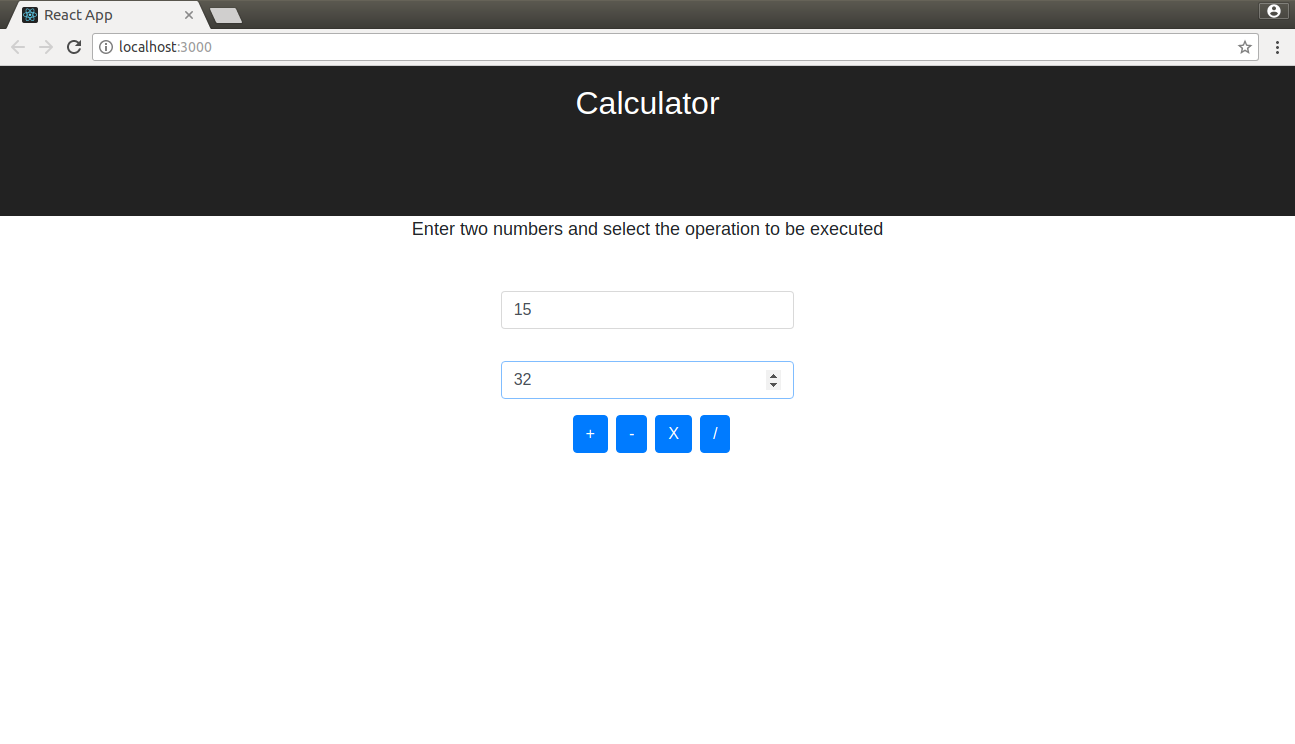 React App
localhost:3000
Calculator
Enter two numbers and select the operation to be executed
15
32
+ - X /